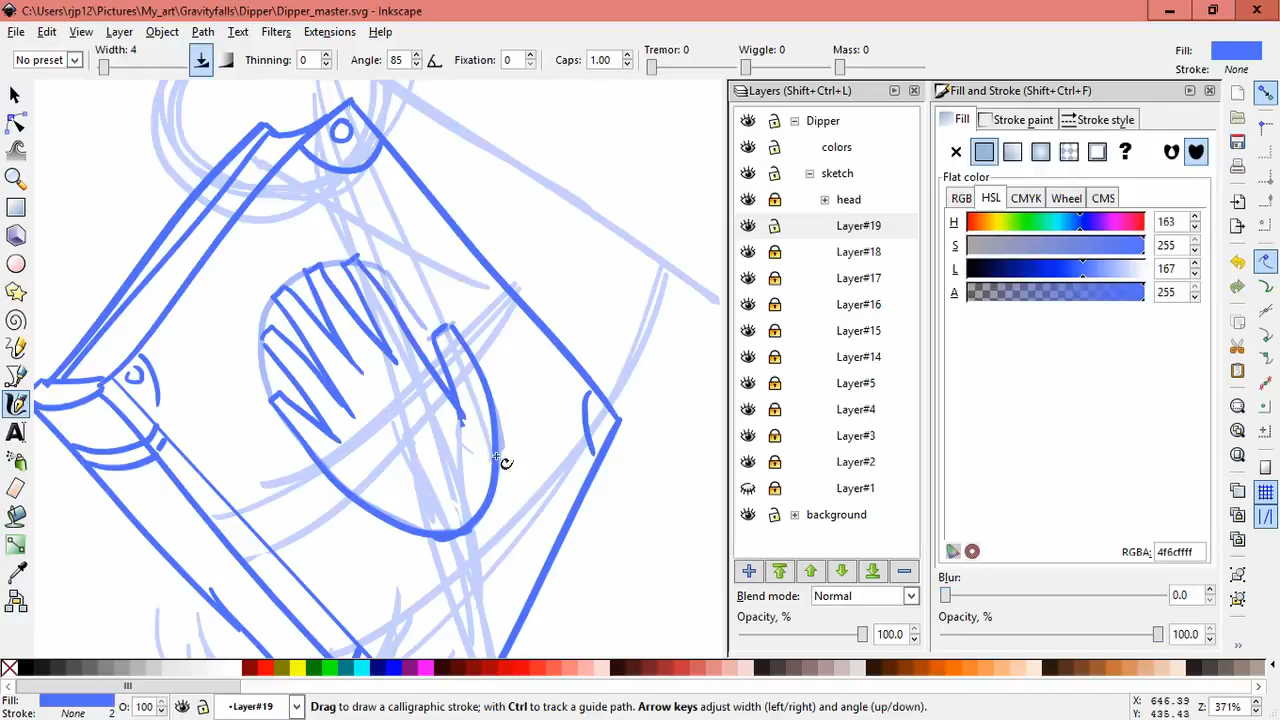 C:\Users\rjp12\Pictures\My_art\Gravityfalls\Dipper\Dipper_master.svg - Inkscape
File Edit View Layer Object Path Filters Text Extensions Help
No preset Width: 4 Thinning: 0 Angle: 85 Fixation: 0 Caps: 1.00 Tremor: 0 Wiggle: 0 Mass: 0 Fill:
Stroke: None
Layers (Shift+Ctrl+L)
Dipper
colors
sketch
head
Layer#19
Layer#18
Layer#17
Layer#16
Layer#15
Layer#14
Layer#5
Layer#4
Layer#3
Layer#2
Layer#1
background
Blend mode: Normal
Opacity, %
100.0
Fill and Stroke (Shift+Ctrl+F)
Fill Stroke paint Stroke style
?
Flat color
RGB HSL CMYK Wheel CMS
H 163
S 255
L 167
A 255
RGBA: 4f6cffff
Blur:
0.0
Opacity, %
100.0
Fill:
Stroke: None 2
O: 100
•Layer#19
Drag to draw a calligraphic stroke; with Ctrl to track a guide path. Arrow keys adjust width (left/right) and angle (up/down).
X: 646.39
Y: 435.43
Z: 371%